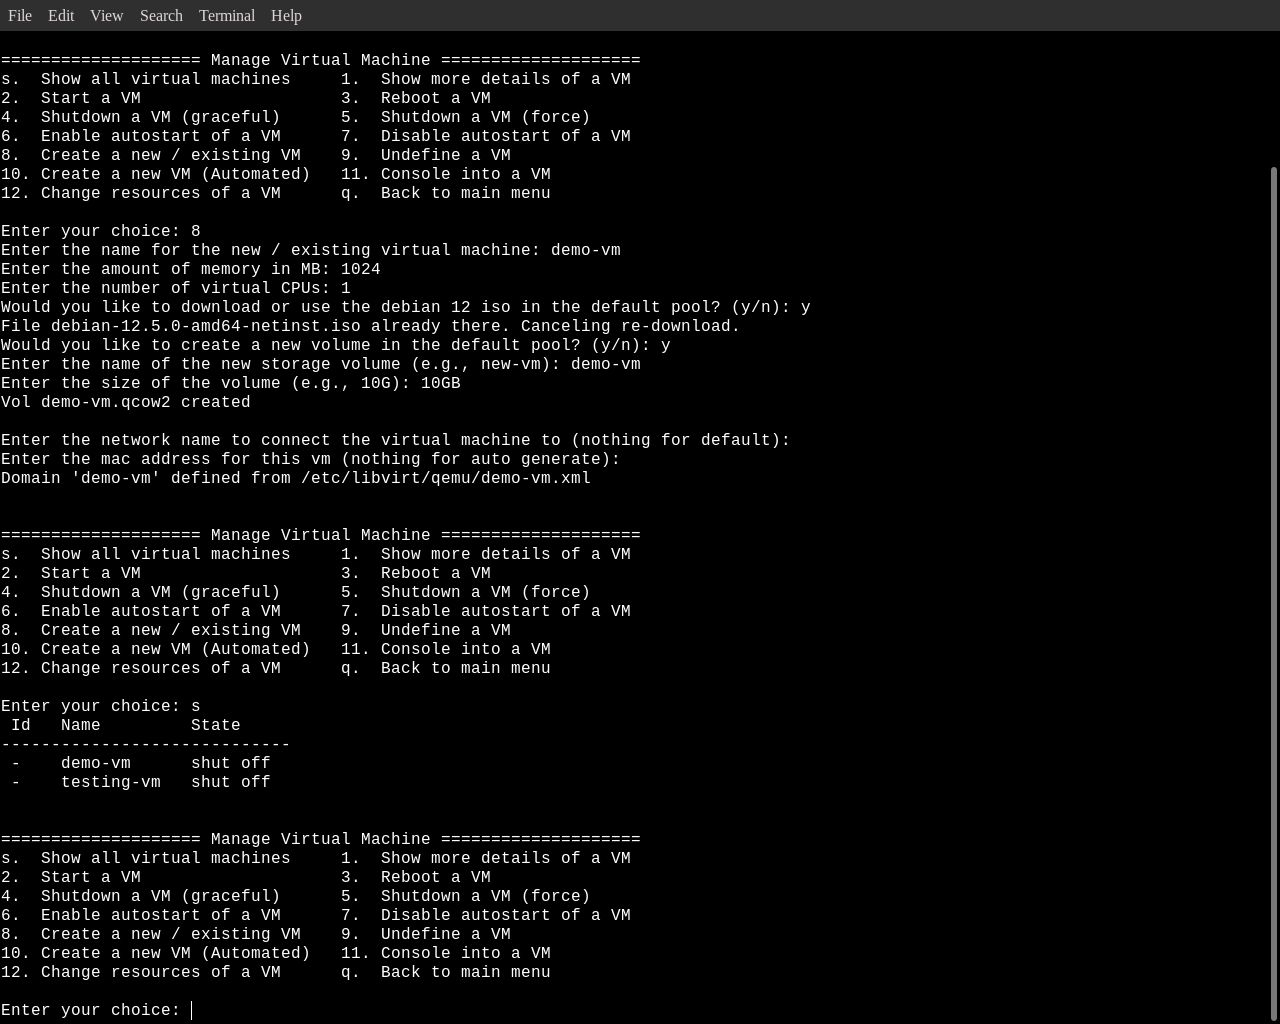 File Edit View Search Terminal Help
==================== Manage Virtual Machine ====================
s.  Show all virtual machines     1.  Show more details of a VM
2.  Start a VM                    3.  Reboot a VM
4.  Shutdown a VM (graceful)      5.  Shutdown a VM (force)
6.  Enable autostart of a VM      7.  Disable autostart of a VM
8.  Create a new / existing VM    9.  Undefine a VM
10. Create a new VM (Automated)   11. Console into a VM
12. Change resources of a VM      q.  Back to main menu
Enter your choice: 8
Enter the name for the new / existing virtual machine: demo-vm
Enter the amount of memory in MB: 1024
Enter the number of virtual CPUs: 1
Would you like to download or use the debian 12 iso in the default pool? (y/n): y
File debian-12.5.0-amd64-netinst.iso already there. Canceling re-download.
Would you like to create a new volume in the default pool? (y/n): y
Enter the name of the new storage volume (e.g., new-vm): demo-vm
Enter the size of the volume (e.g., 10G): 10GB
Vol demo-vm.qcow2 created
Enter the network name to connect the virtual machine to (nothing for default):
Enter the mac address for this vm (nothing for auto generate):
Domain 'demo-vm' defined from /etc/libvirt/qemu/demo-vm.xml
==================== Manage Virtual Machine ====================
s.  Show all virtual machines     1.  Show more details of a VM
2.  Start a VM                    3.  Reboot a VM
4.  Shutdown a VM (graceful)      5.  Shutdown a VM (force)
6.  Enable autostart of a VM      7.  Disable autostart of a VM
8.  Create a new / existing VM    9.  Undefine a VM
10. Create a new VM (Automated)   11. Console into a VM
12. Change resources of a VM      q.  Back to main menu
Enter your choice: s
 Id   Name         State
-----------------------------
 -    demo-vm      shut off
 -    testing-vm   shut off
==================== Manage Virtual Machine ====================
s.  Show all virtual machines     1.  Show more details of a VM
2.  Start a VM                    3.  Reboot a VM
4.  Shutdown a VM (graceful)      5.  Shutdown a VM (force)
6.  Enable autostart of a VM      7.  Disable autostart of a VM
8.  Create a new / existing VM    9.  Undefine a VM
10. Create a new VM (Automated)   11. Console into a VM
12. Change resources of a VM      q.  Back to main menu
Enter your choice: